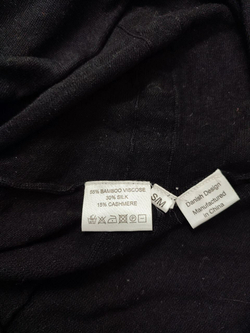 55% BAMBOO VISCOSE
30% SILK
15% CASHMERE
S/M
Danish Design
Manufactured
in China